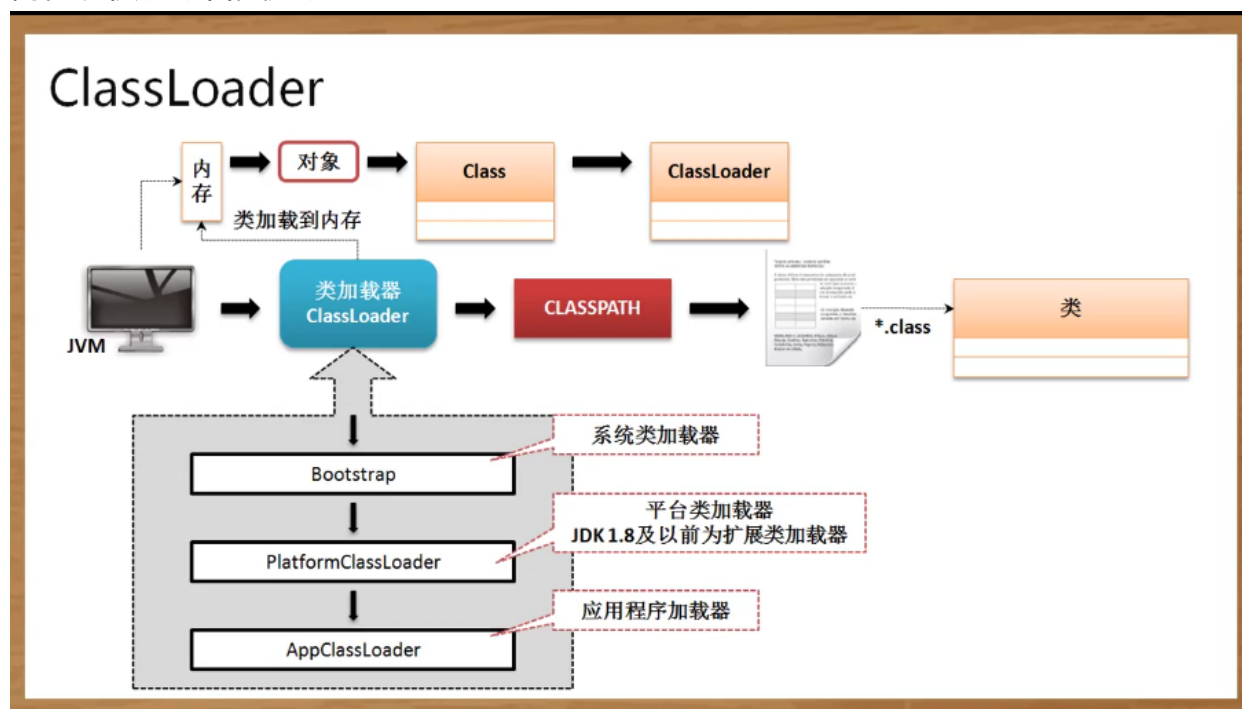 ClassLoader
内存
对象
Class
ClassLoader
类加载到内存
JVM
类加载器
ClassLoader
CLASSPATH
*.class
类
Bootstrap
系统类加载器
PlatformClassLoader
平台类加载器
JDK 1.8及以前为扩展类加载器
AppClassLoader
应用程序加载器